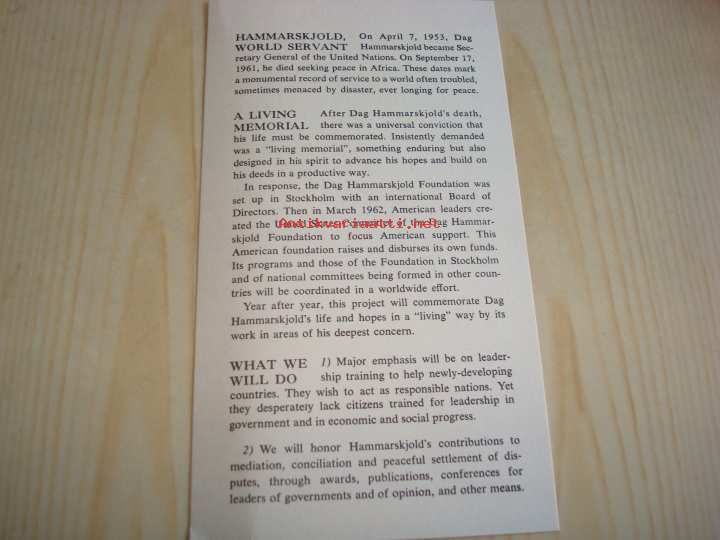 HAMMARSKJOLD, On April 7, 1953, Dag
WORLD SERVANT Hammarskjold became Sec-
retary General of the United Nations. On September 17,
1961, he died seeking peace in Africa. These dates mark
a monumental record of service to a world often troubled,
sometimes menaced by disaster, ever longing for peace.
A LIVING After Dag Hammarskjold's death,
MEMORIAL there was a universal conviction that
his life must be commemorated. Insistently demanded
was a "living memorial", something enduring but also
designed in his spirit to advance his hopes and build on
his deeds in a productive way.
In response, the Dag Hammarskjold Foundation was
set up in Stockholm with an international Board of
Directors. Then in March 1962, American leaders cre-
ated the Dag Hammar-
Antikvariaatti.net
skjold Foundation to focus American support. This
American foundation raises and disburses its own funds.
Its programs and those of the Foundation in Stockholm
and of national committees being formed in other coun-
tries will be coordinated in a worldwide effort.
Year after year, this project will commemorate Dag
Hammarskjold's life and hopes in a "living" way by its
work in areas of his deepest concern.
WHAT WE 1) Major emphasis will be on leader-
WILL DO ship training to help newly-developing
countries. They wish to act as responsible nations. Yet
they desperately lack citizens trained for leadership in
government and in economic and social progress.
2) We will honor Hammarskjold's contributions to
mediation, conciliation and peaceful settlement of dis-
putes, through awards, publications, conferences for
leaders of governments and of opinion, and other means.